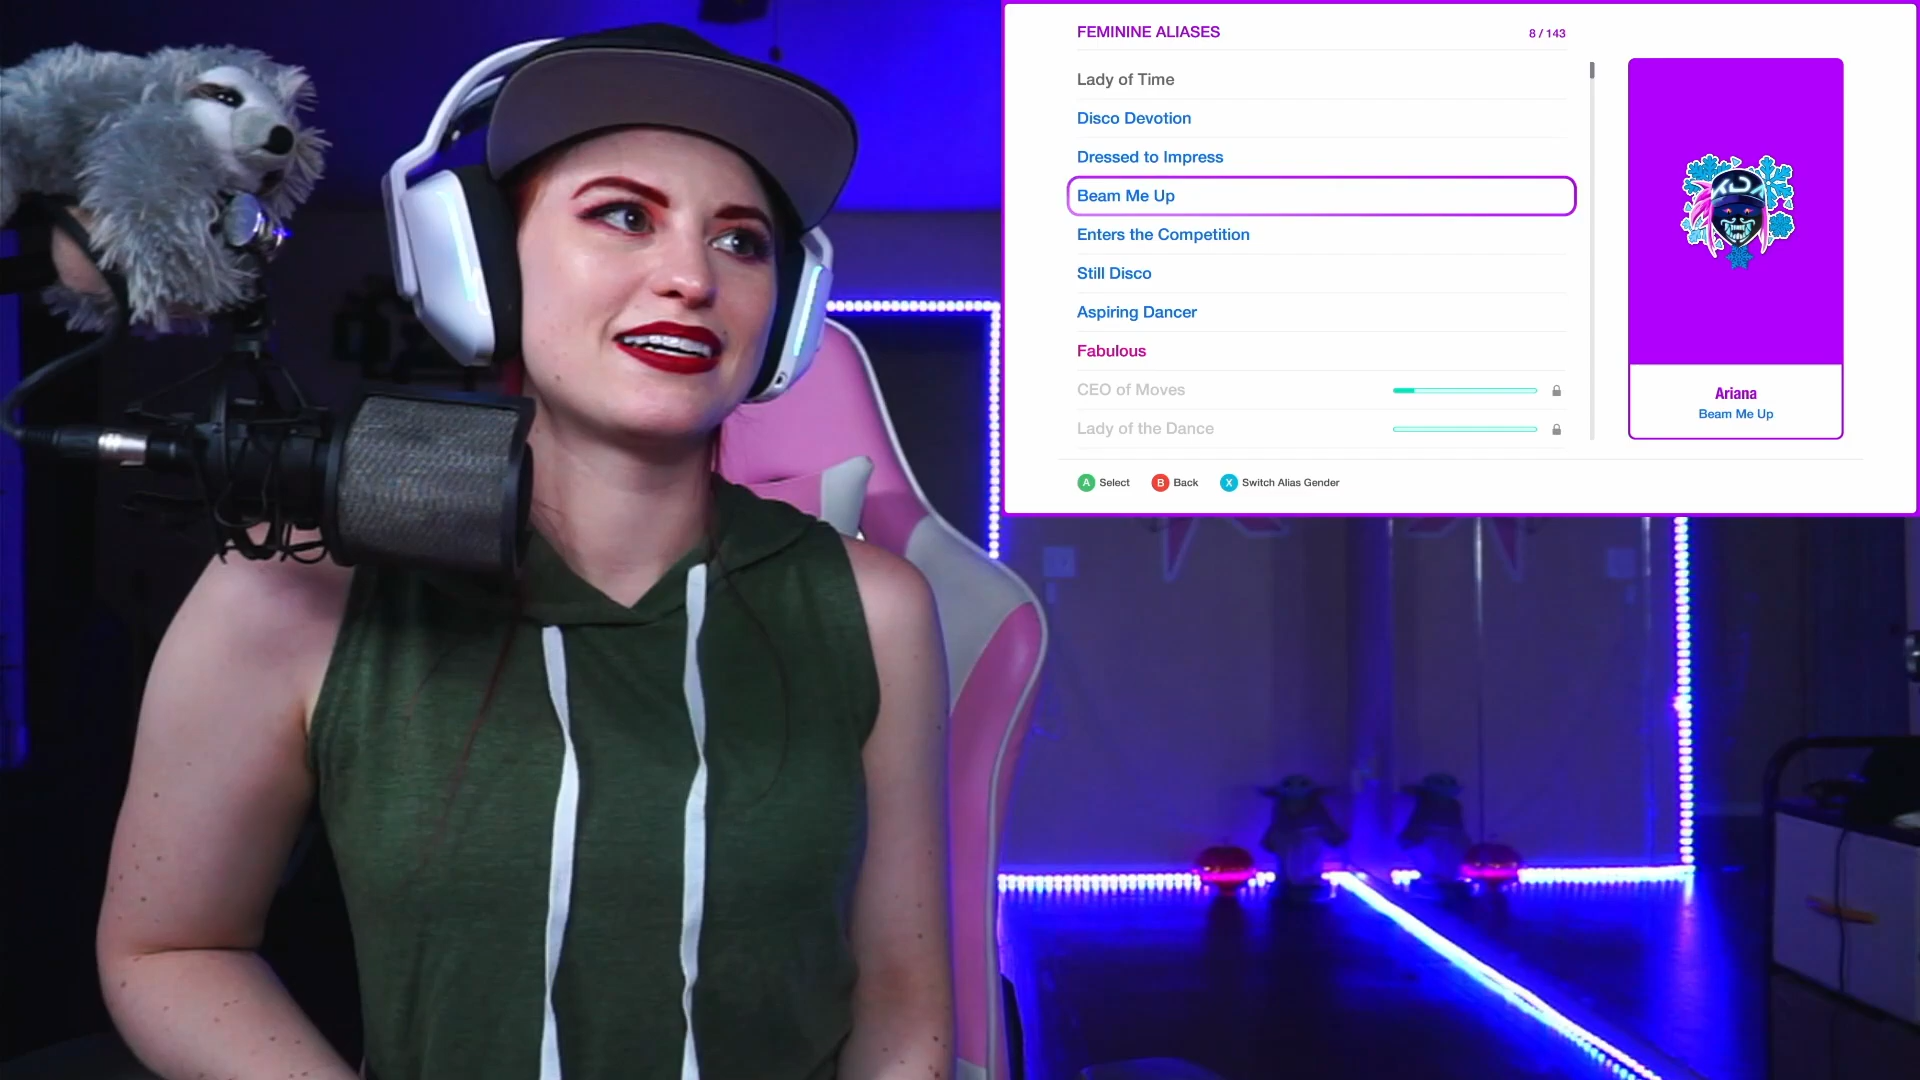 FEMININE ALIASES
8 / 143
Lady of Time
Disco Devotion
Dressed to Impress
Beam Me Up
Enters the Competition
Still Disco
Aspiring Dancer
Fabulous
CEO of Moves
Lady of the Dance
Ariana
Beam Me Up
A Select
B Back
X Switch Alias Gender